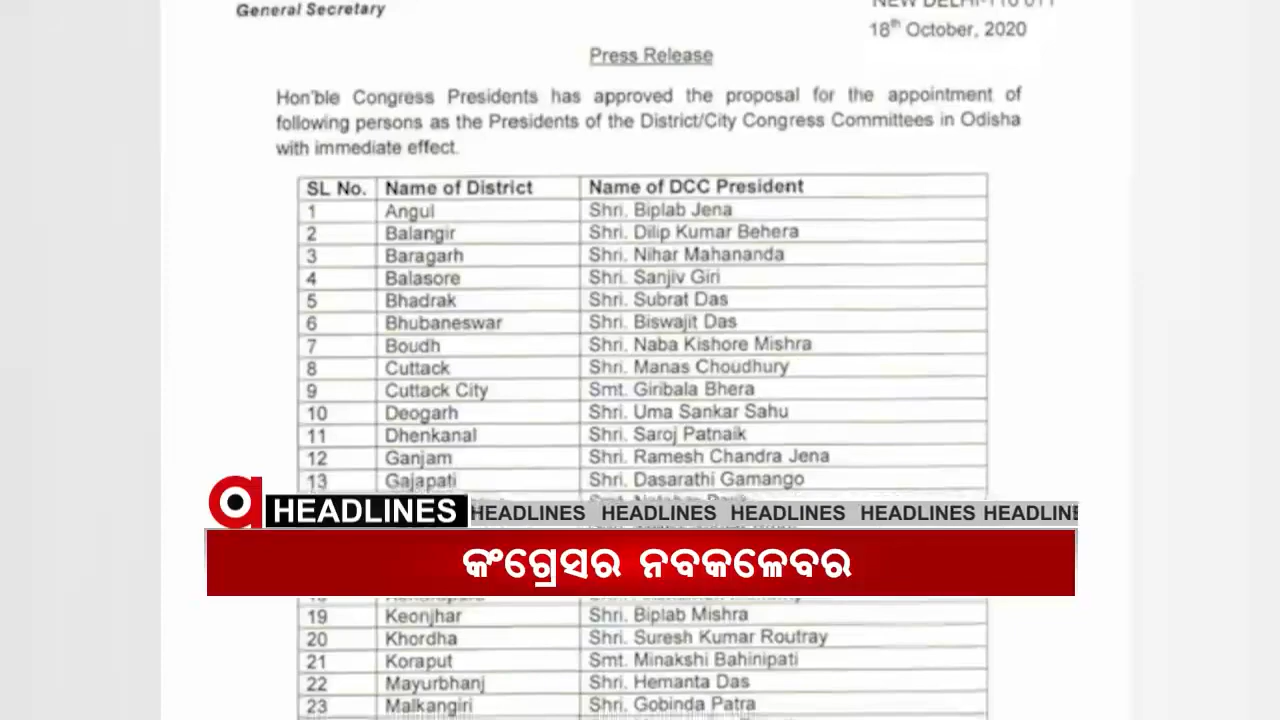 General Secretary
18th October, 2020
Press Release
Hon'ble Congress Presidents has approved the proposal for the appointment of
following persons as the Presidents of the District/City Congress Committees in Odisha
with immediate effect.
SL No. Name of District Name of DCC President
1 Angul Shri. Biplab Jena
2 Balangir Shri. Dilip Kumar Behera
3 Baragarh Shri. Nihar Mahananda
4 Balasore Shri. Sanjiv Giri
5 Bhadrak Shri. Subrat Das
6 Bhubaneswar Shri. Biswajit Das
7 Boudh Shri. Naba Kishore Mishra
8 Cuttack Shri. Manas Choudhury
9 Cuttack City Smt. Giribala Bhera
10 Deogarh Shri. Uma Sankar Sahu
11 Dhenkanal Shri. Saroj Patnaik
12 Ganjam Shri. Ramesh Chandra Jena
13 Gajapati Shri. Dasarathi Gamango
HEADLINES HEADLINES HEADLINES HEADLINES HEADLINES HEADLINE
କଂଗ୍ରେସର ନବକଳେବର
19 Keonjhar Shri. Biplab Mishra
20 Khordha Shri. Suresh Kumar Routray
21 Koraput Smt. Minakshi Bahinipati
22 Mayurbhanj Shri. Hemanta Das
23 Malkangiri Shri. Gobinda Patra